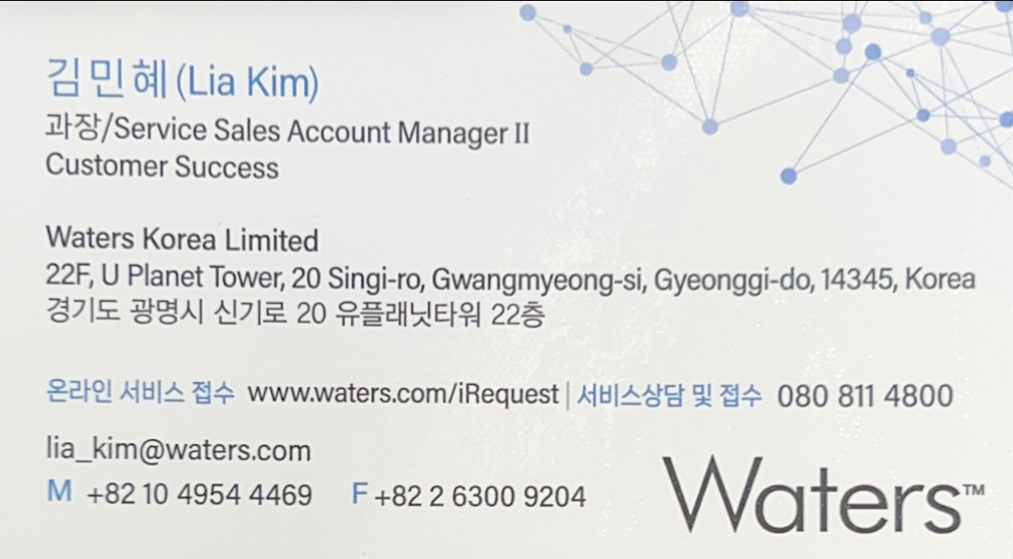 김민혜 (Lia Kim)
과장/Service Sales Account Manager II
Customer Success
Waters Korea Limited
22F, U Planet Tower, 20 Singi-ro, Gwangmyeong-si, Gyeonggi-do, 14345, Korea
경기도 광명시 신기로 20 유플래닛타워 22층
온라인 서비스 접수 www.waters.com/iRequest | 서비스상담 및 접수 080 811 4800
lia_kim@waters.com
M +82 10 4954 4469 F +82 2 6300 9204
Waters™